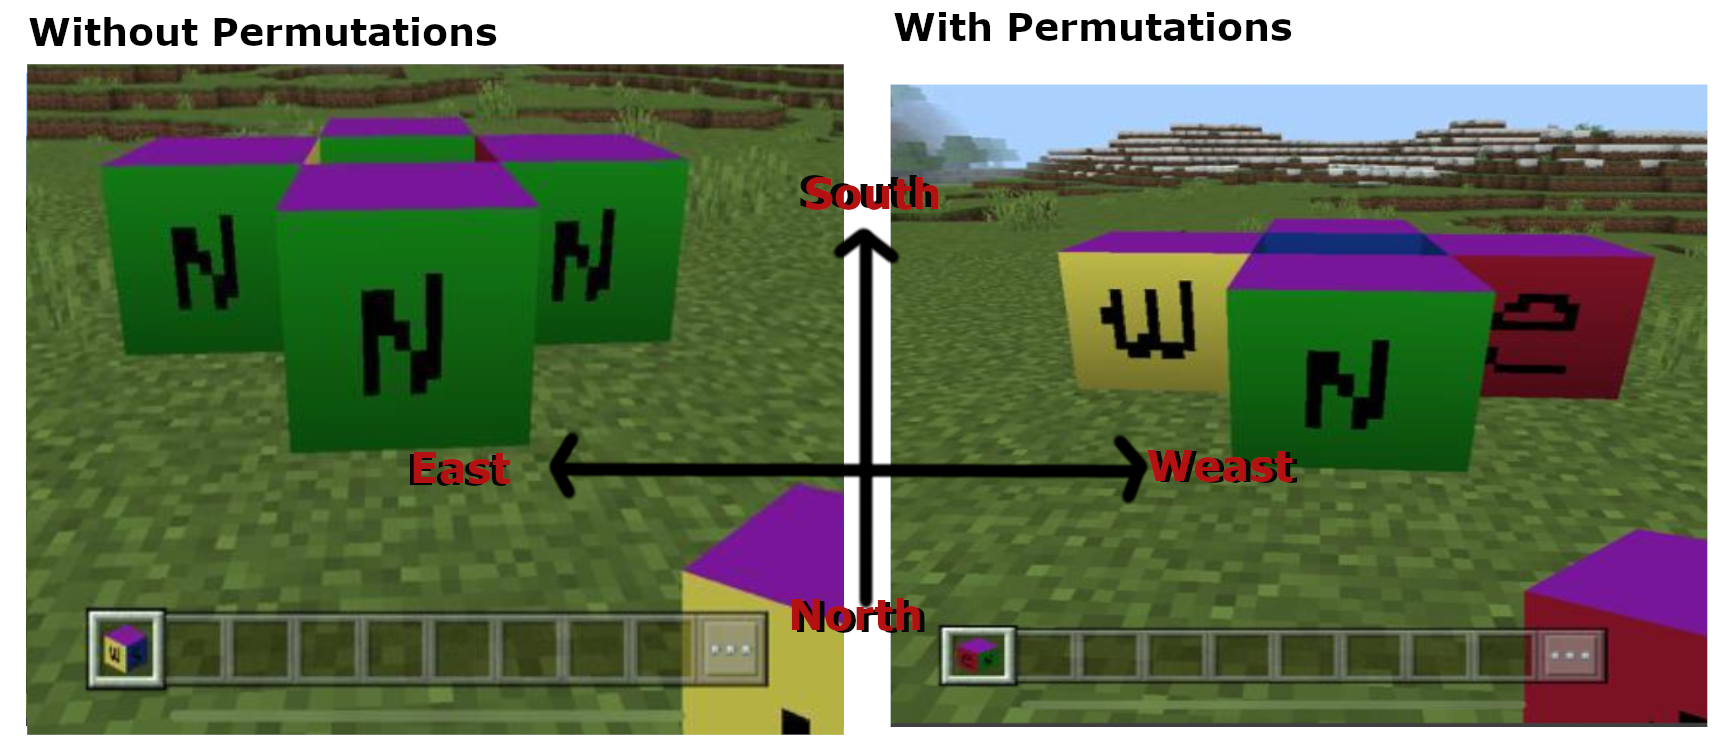 Without Permutations
With Permutations
South
N
N
N
W
e
N
East
Weast
North
W
...
e
...